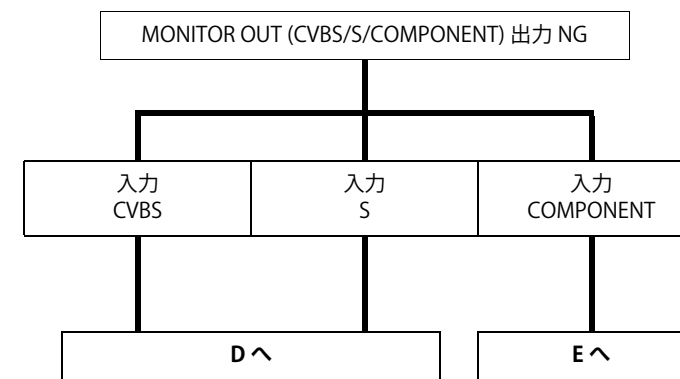 MONITOR OUT (CVBS/S/COMPONENT) 出力 NG
入力
CVBS
入力
S
入力
COMPONENT
D へ
E へ